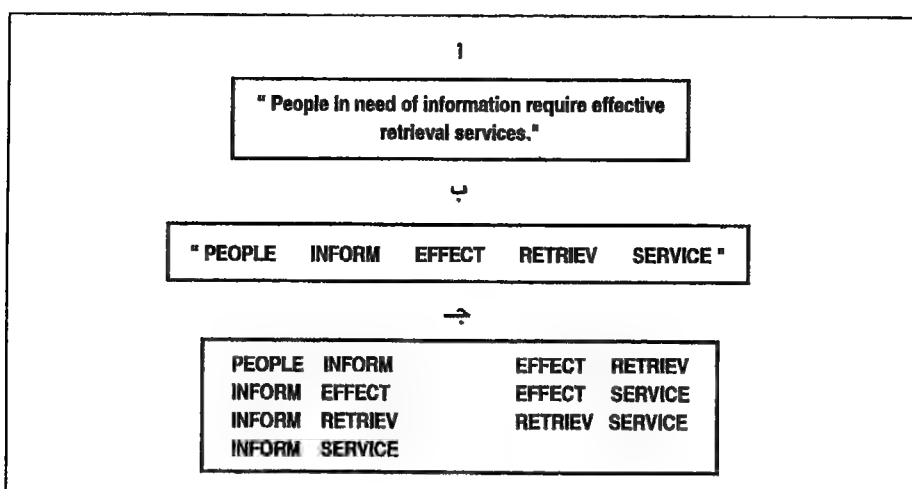 ا
" People in need of information require effective
retrieval services."
ب
" PEOPLE INFORM EFFECT RETRIEV SERVICE "
جـ
PEOPLE INFORM EFFECT RETRIEV
INFORM EFFECT EFFECT SERVICE
INFORM RETRIEV RETRIEV SERVICE
INFORM SERVICE